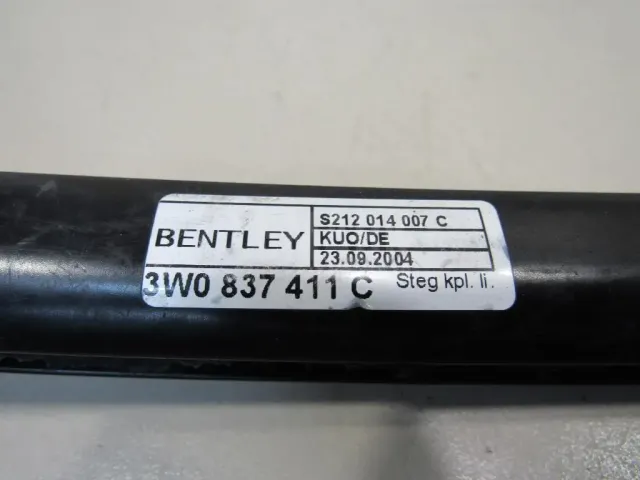 S212 014 007 C
BENTLEY
KUO/DE
23.09.2004
3W0 837 411 C Steg kpl. li.